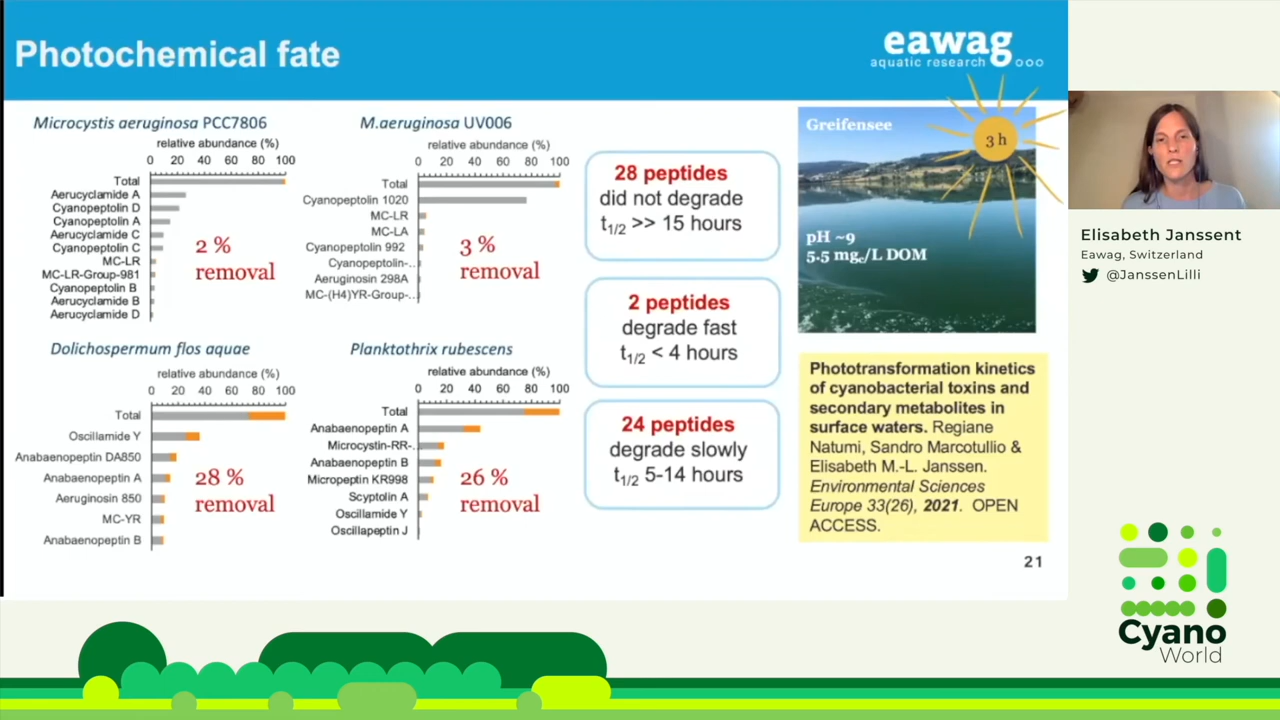 Photochemical fate
eawag
aquatic research
Microcystis aeruginosa PCC7806
relative abundance (%)
0 20 40 60 80 100
Total
Aerucyclamide A
Cyanopeptolin D
Cyanopeptolin A
Aerucyclamide C
Cyanopeptolin C
MC-LR
MC-LR-Group-981
Cyanopeptolin B
Aerucyclamide B
Aerucyclamide D
2 %
removal
M.aeruginosa UV006
relative abundance (%)
0 20 40 60 80 100
Total
Cyanopeptolin 1020
MC-LR
MC-LA
Cyanopeptolin 992
Cyanopeptolin-..
Aeruginosin 298A
MC-(H4)YR-Group-..
3 %
removal
Dolichospermum flos aquae
relative abundance (%)
0 20 40 60 80 100
Total
Oscillamide Y
Anabaenopeptin DA850
Anabaenopeptin A
Aeruginosin 850
MC-YR
Anabaenopeptin B
28 %
removal
Planktothrix rubescens
relative abundance (%)
0 20 40 60 80 100
Total
Anabaenopeptin A
Microcystin-RR-..
Anabaenopeptin B
Micropeptin KR998
Scyptolin A
Oscillamide Y
Oscillapeptin J
26 %
removal
28 peptides
did not degrade
t1/2 >> 15 hours
2 peptides
degrade fast
t1/2 < 4 hours
24 peptides
degrade slowly
t1/2 5-14 hours
Greifensee
3 h
pH ~9
5.5 mgC/L DOM
Phototransformation kinetics
of cyanobacterial toxins and
secondary metabolites in
surface waters. Regiane
Natumi, Sandro Marcotullio &
Elisabeth M.-L. Janssen.
Environmental Sciences
Europe 33(26), 2021. OPEN
ACCESS.
21
Elisabeth Janssent
Eawag, Switzerland
@JanssenLilli
Cyano
World